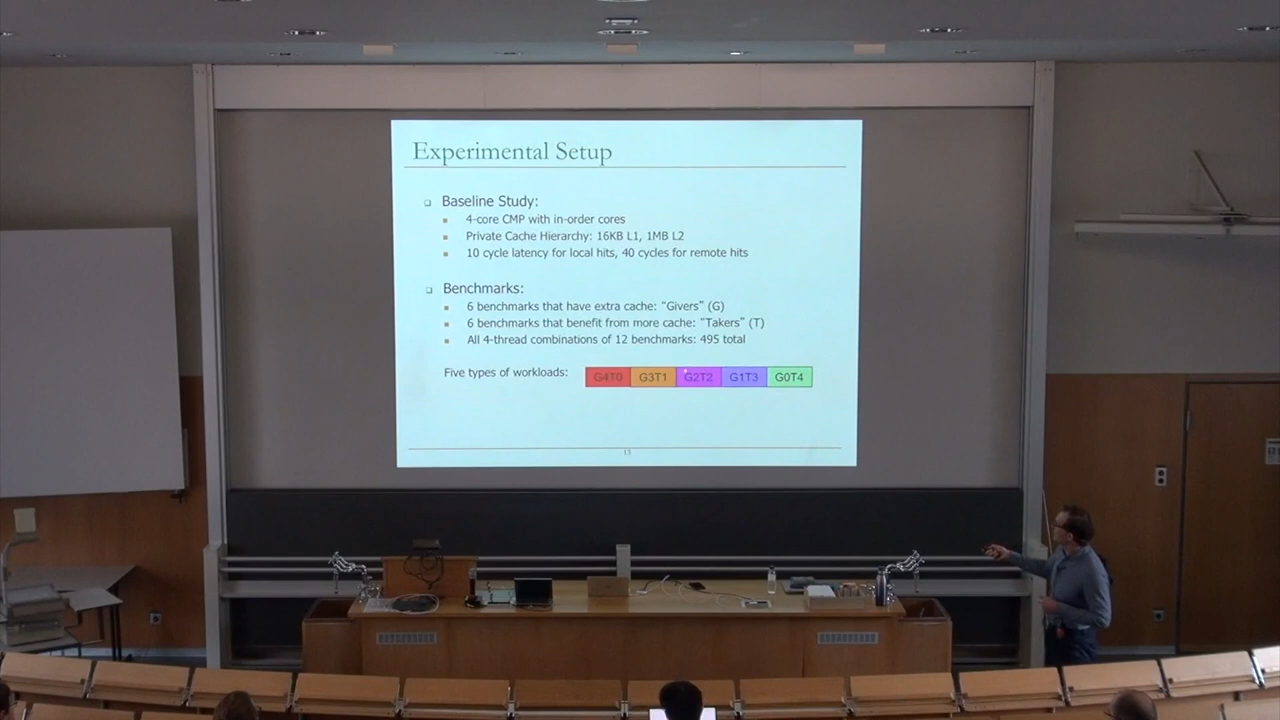 Experimental Setup
Baseline Study:
4-core CMP with in-order cores
Private Cache Hierarchy: 16KB L1, 1MB L2
10 cycle latency for local hits, 40 cycles for remote hits
Benchmarks:
6 benchmarks that have extra cache: “Givers” (G)
6 benchmarks that benefit from more cache: “Takers” (T)
All 4-thread combinations of 12 benchmarks: 495 total
Five types of workloads: G4T0 G3T1 G2T2 G1T3 G0T4
13